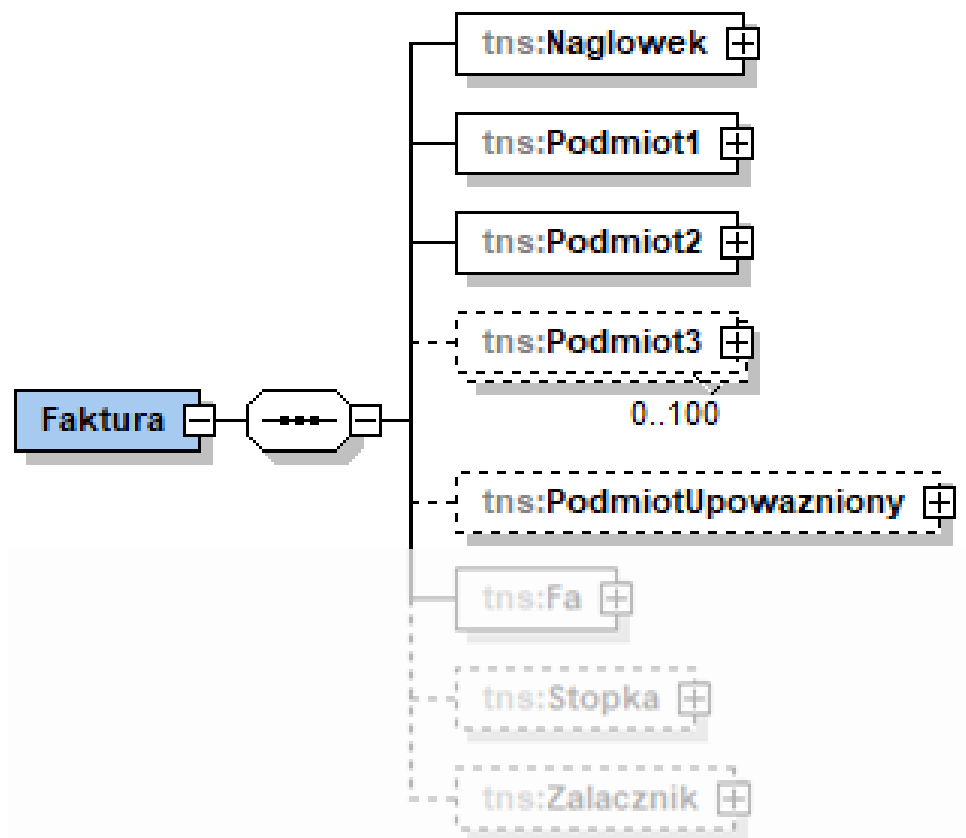 tns:Naglowek
tns:Podmiot1
tns:Podmiot2
tns:Podmiot3
0..100
Faktura
tns:PodmiotUpowazniony
tns:Fa
tns:Stopka
tns:Zalacznik